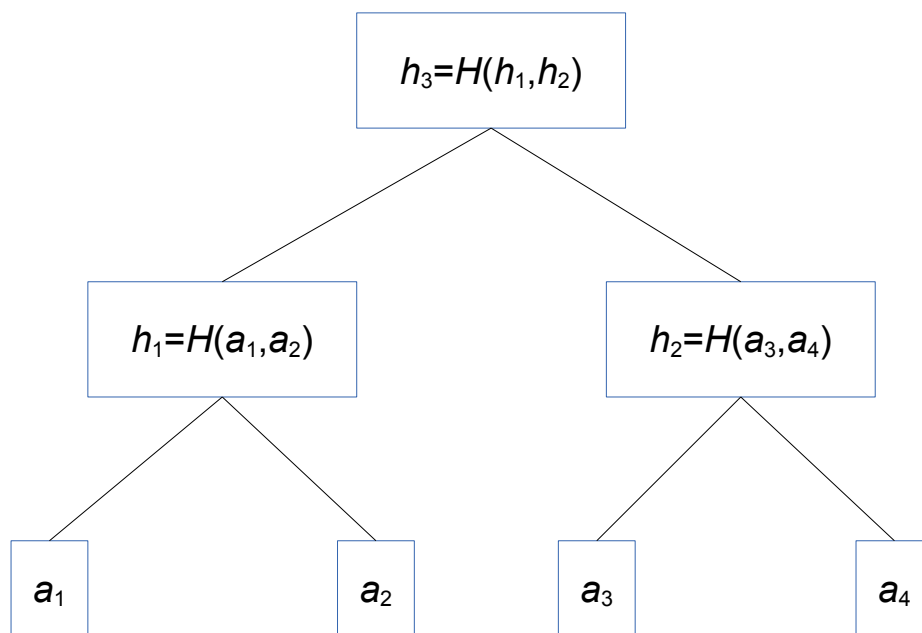 h₃=H(h₁,h₂)
h₁=H(a₁,a₂)
h₂=H(a₃,a₄)
a₁
a₂
a₃
a₄